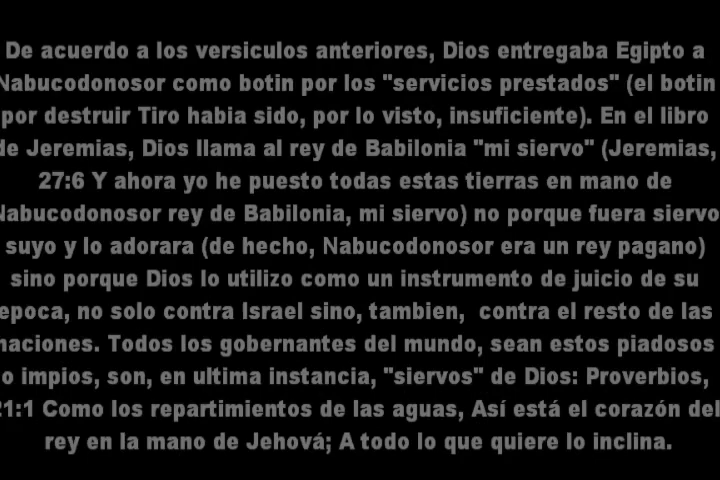 De acuerdo a los versiculos anteriores, Dios entregaba Egipto a
Nabucodonosor como botin por los "servicios prestados" (el botin
por destruir Tiro habia sido, por lo visto, insuficiente). En el libro
de Jeremias, Dios llama al rey de Babilonia "mi siervo" (Jeremias,
27:6 Y ahora yo he puesto todas estas tierras en mano de
Nabucodonosor rey de Babilonia, mi siervo) no porque fuera siervo
suyo y lo adorara (de hecho, Nabucodonosor era un rey pagano)
sino porque Dios lo utilizo como un instrumento de juicio de su
epoca, no solo contra Israel sino, tambien, contra el resto de las
naciones. Todos los gobernantes del mundo, sean estos piadosos
o impios, son, en ultima instancia, "siervos" de Dios: Proverbios,
21:1 Como los repartimientos de las aguas, Así está el corazón del
rey en la mano de Jehová; A todo lo que quiere lo inclina.